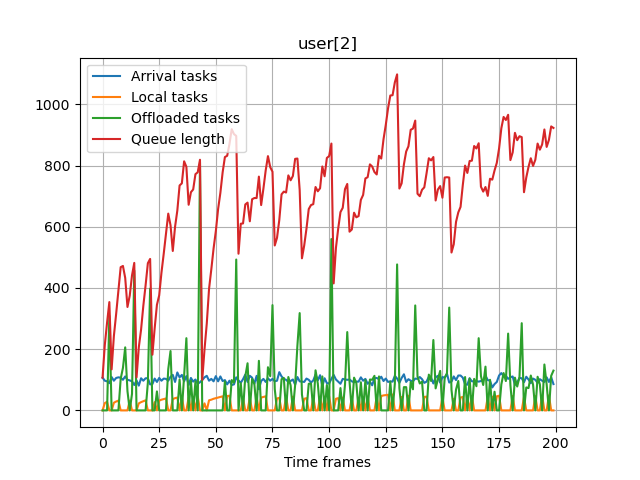 user[2]
Arrival tasks
Local tasks
Offloaded tasks
Queue length
1000
800
600
400
200
0
0 25 50 75 100 125 150 175 200
Time frames